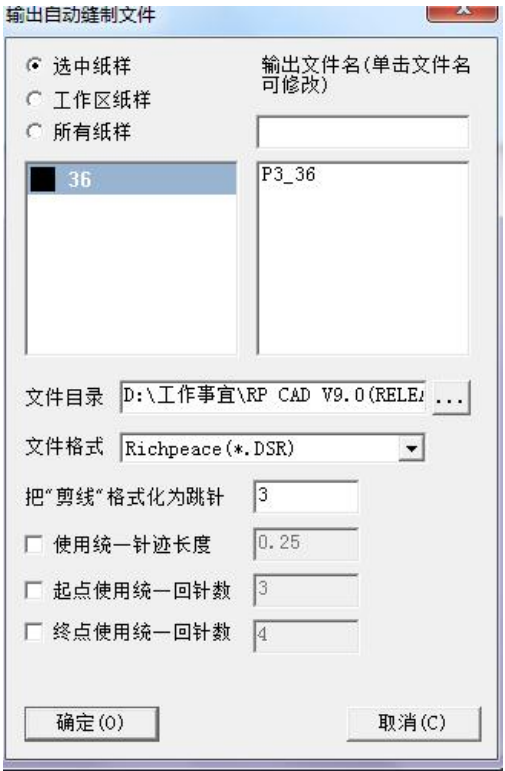 输出自动缝制文件
选中纸样
工作区纸样
所有纸样
输出文件名(单击文件名
可修改)
36
P3_36
文件目录 D:\工作事宜\RP CAD V9.0(RELE ...
文件格式 Richpeace(*.DSR)
把"剪线"格式化为跳针 3
使用统一针迹长度 0.25
起点使用统一回针数 3
终点使用统一回针数 4
确定(O) 取消(C)